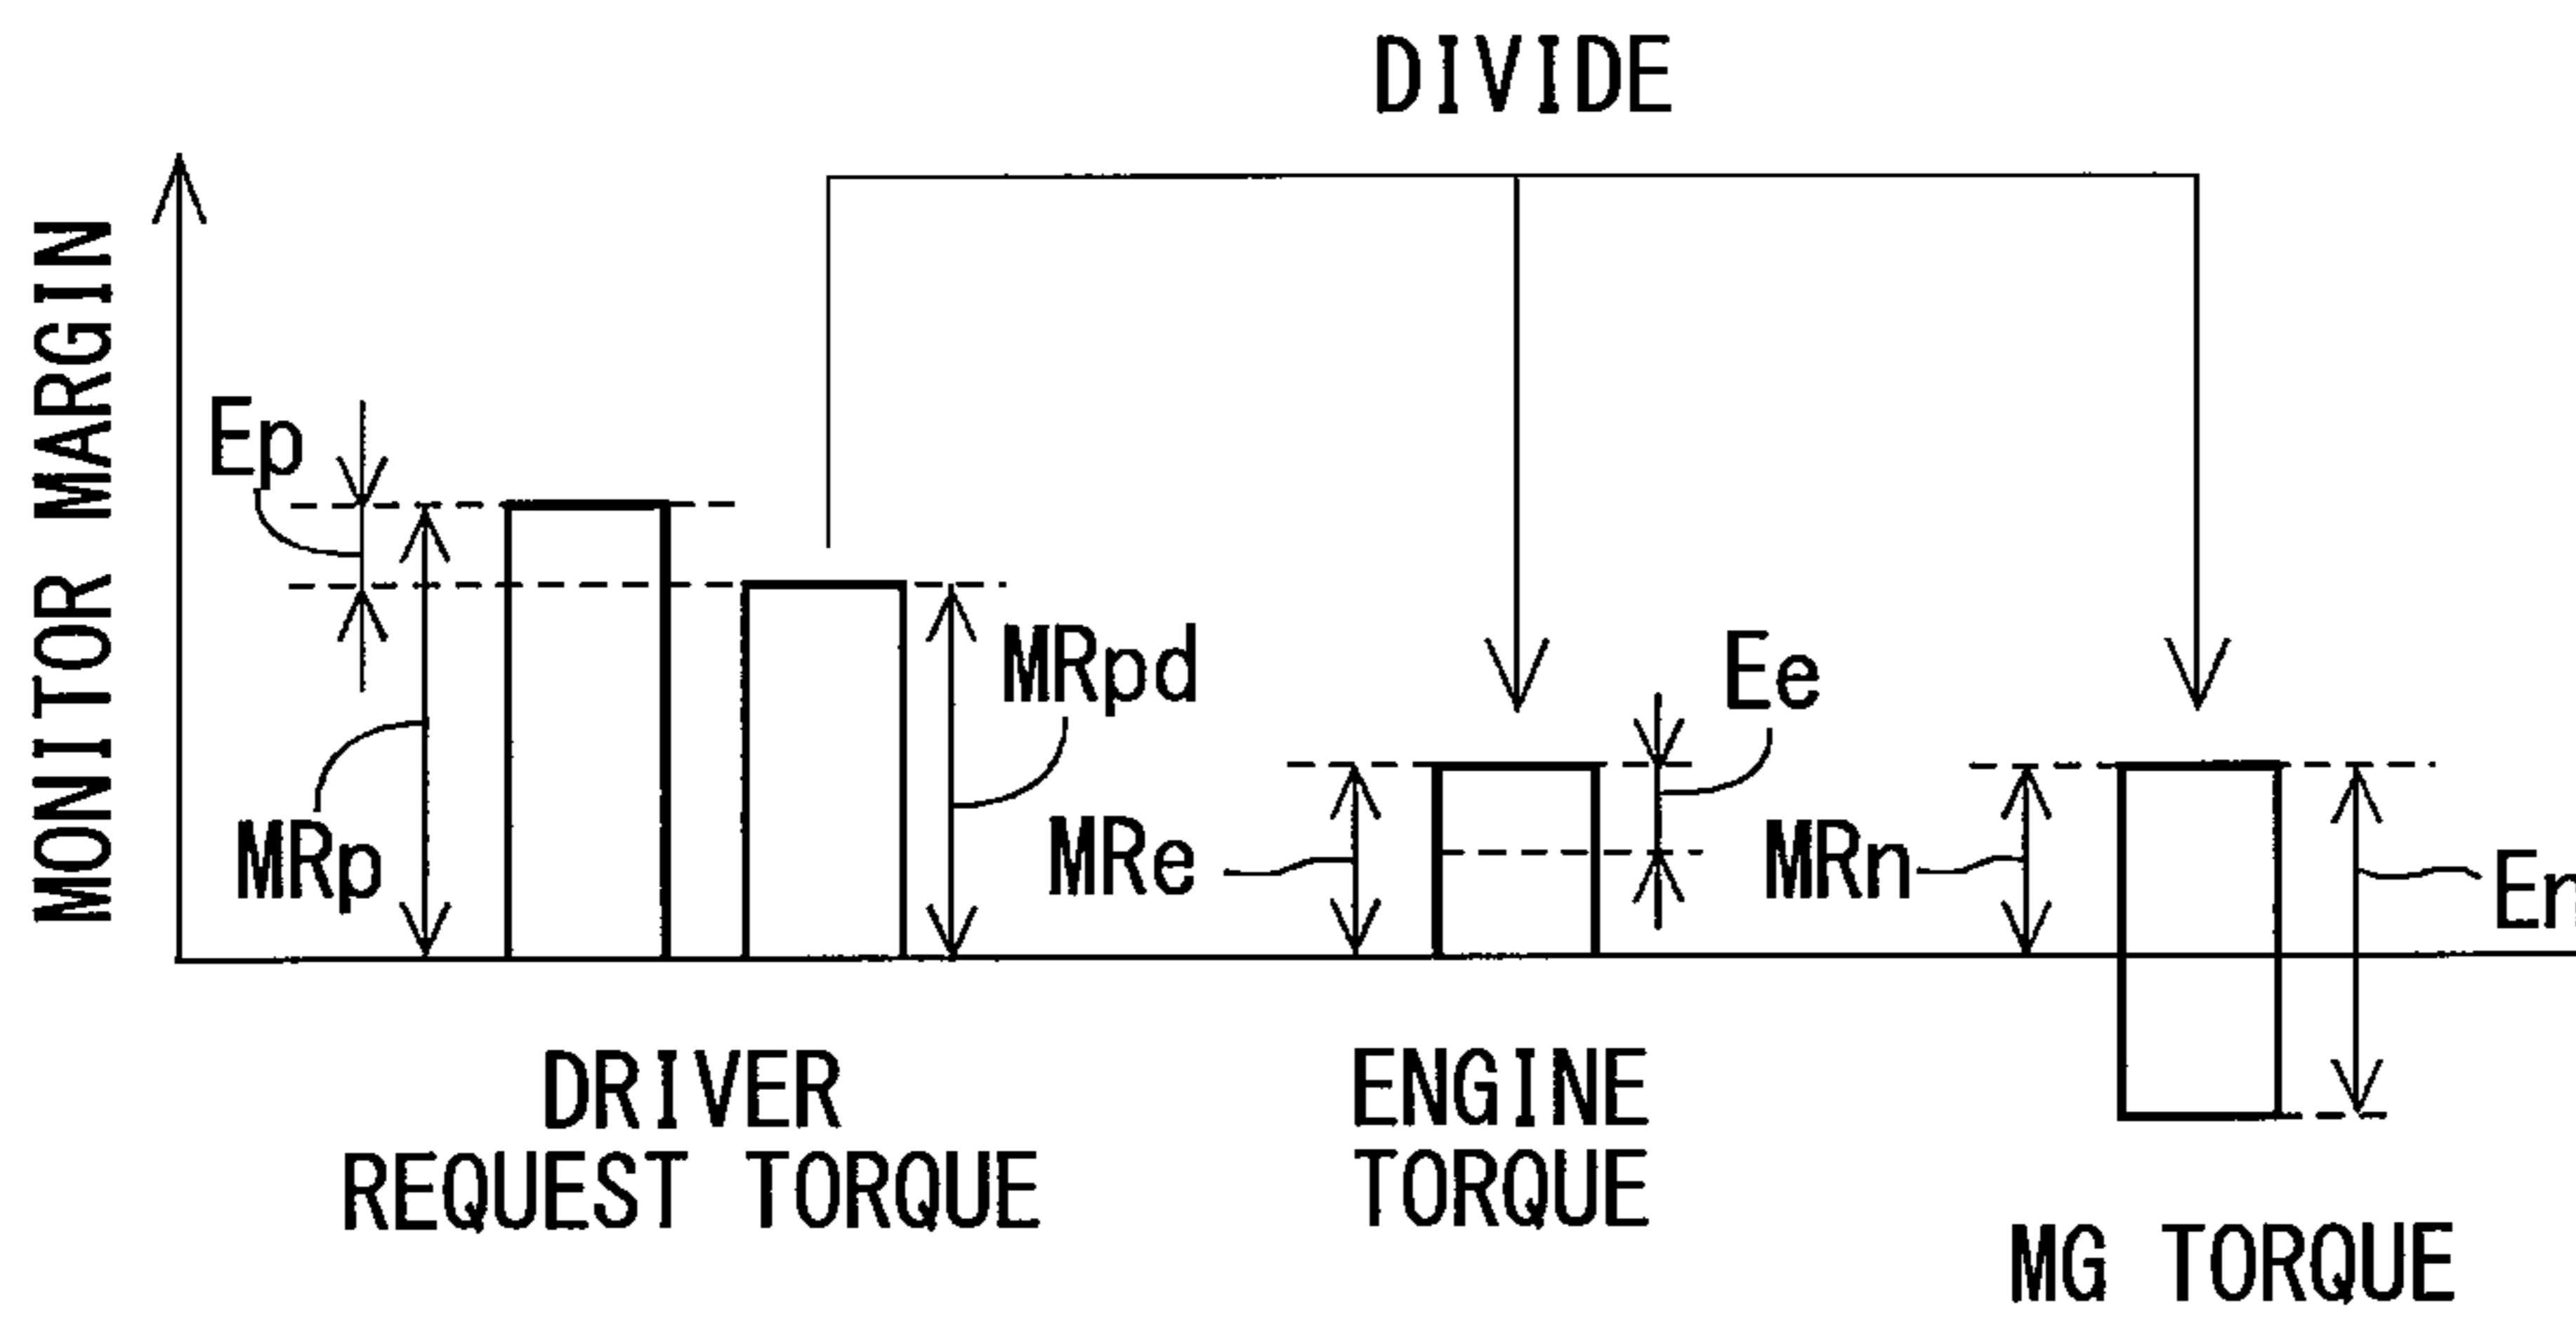 DIVIDE
MONITOR MARGIN
Ep
MRpd
Ee
MRp
MRe
MRn
DRIVER
REQUEST TORQUE
ENGINE
TORQUE
MG TORQUE